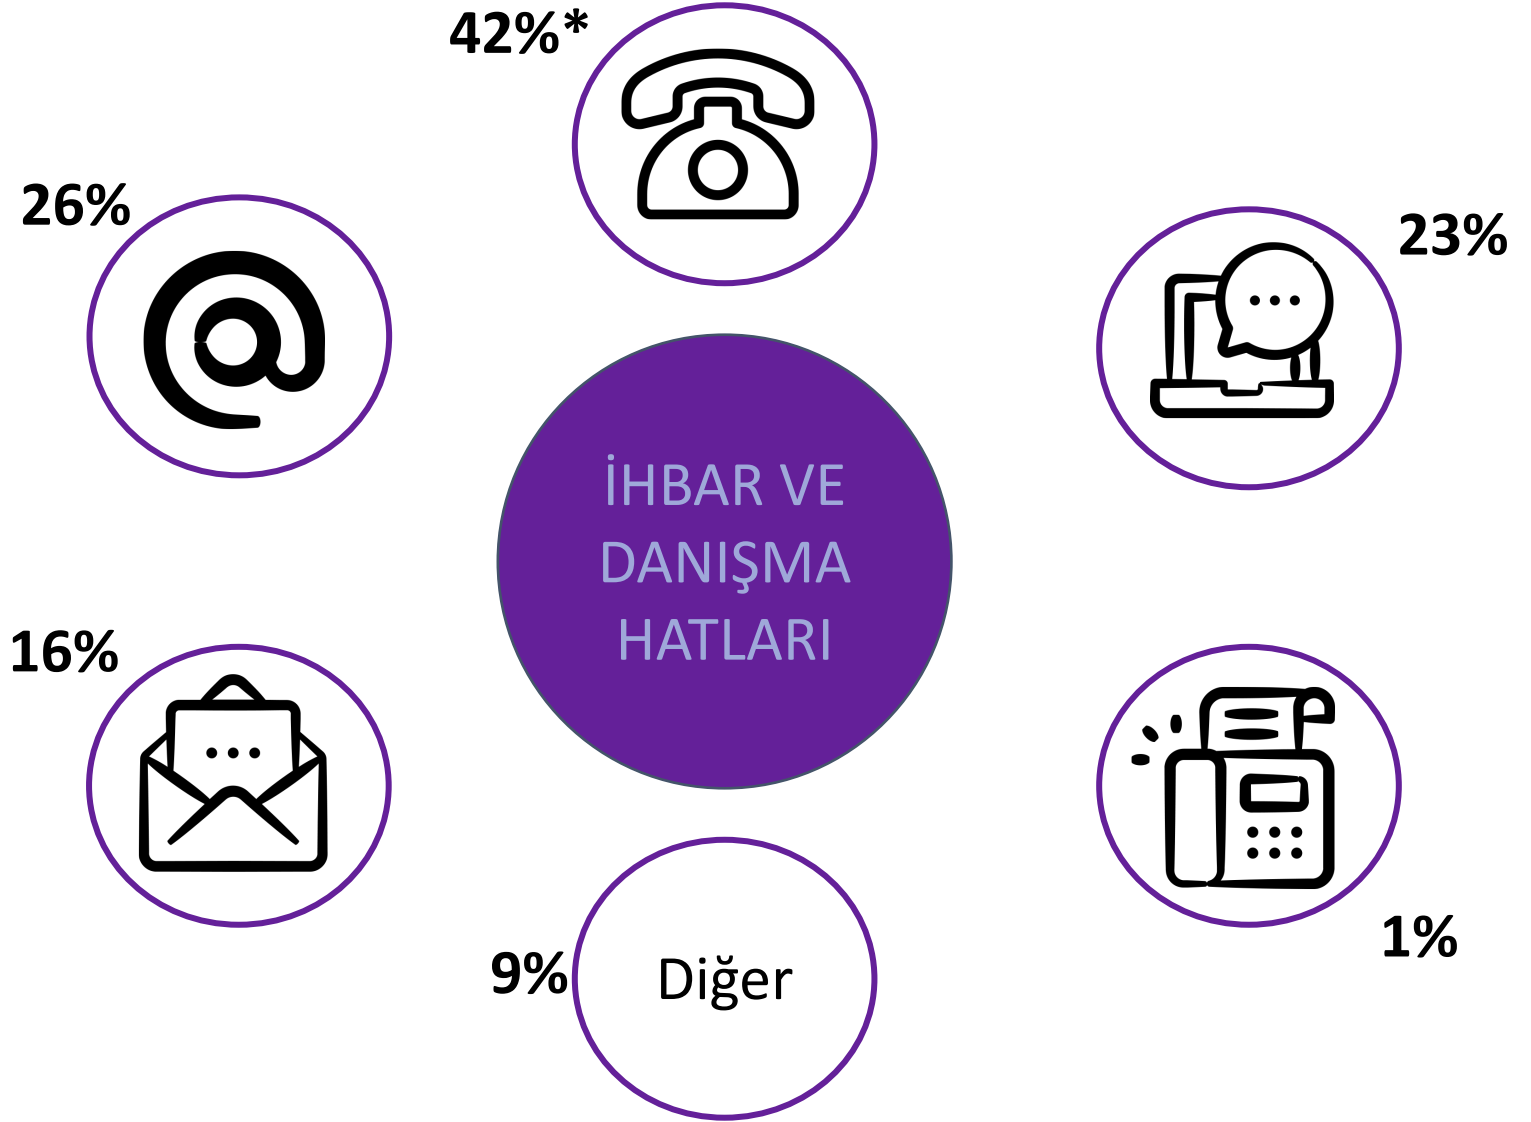 42%*
26%
23%
İHBAR VE
DANIŞMA
HATLARI
16%
1%
9%
Diğer